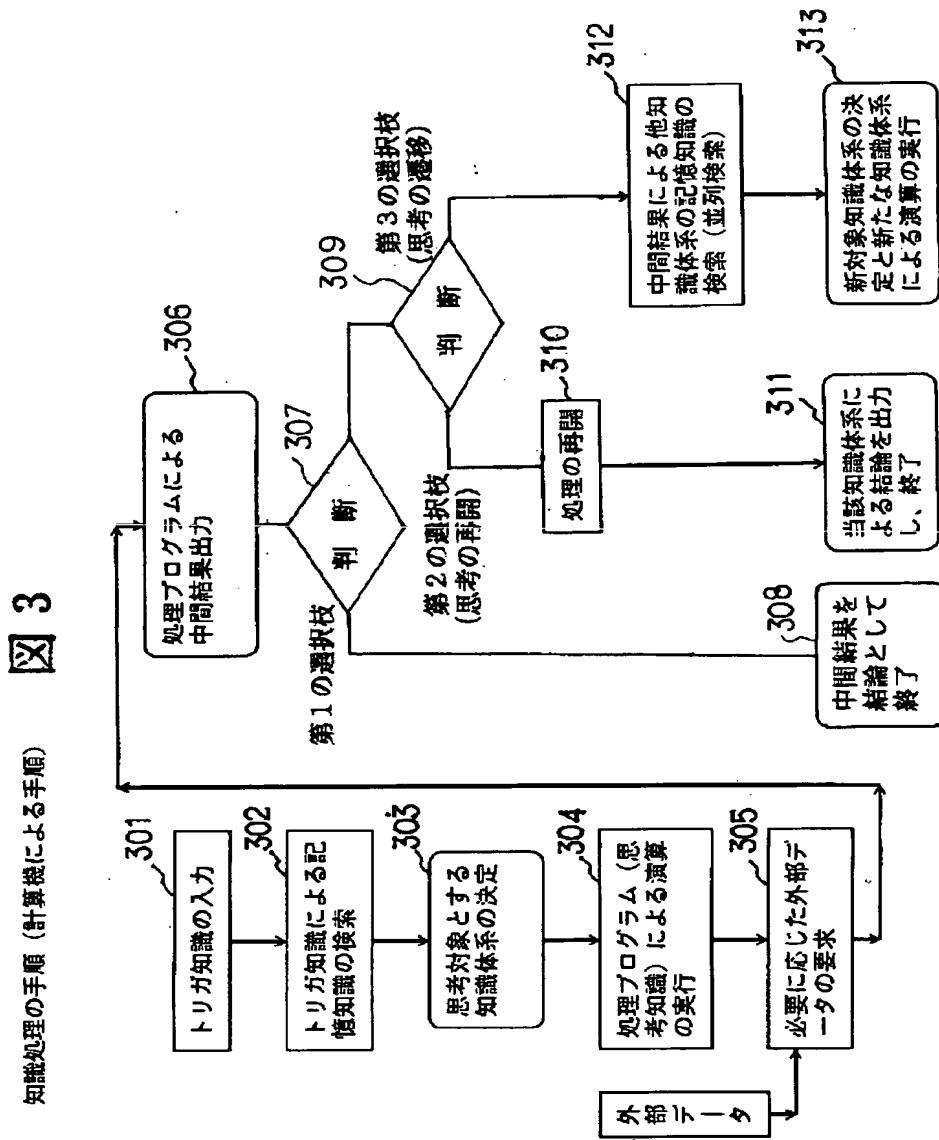 図 3
知識処理の手順 (計算機による手順)
301
トリガ知識の入力
302
トリガ知識による記
憶知識の検索
303
思考対象とする
知識体系の決定
304
処理プログラム (思
考知識) による演算
の実行
305
必要に応じた外部デ
ータの要求
外部
データ
306
処理プログラムによる
中間結果出力
307
判 断
第1の選択枝
308
中間結果を
結論として
終了
309
判 断
第2の選択枝
(思考の再開)
310
処理の再開
311
当該知識体系に
よる結論を出力
し、終了
第3の選択枝
(思考の遷移)
312
中間結果による他知
識体系の記憶知識の
検索 (並列検索)
313
新対象知識体系の決
定と新たな知識体系
による演算の実行